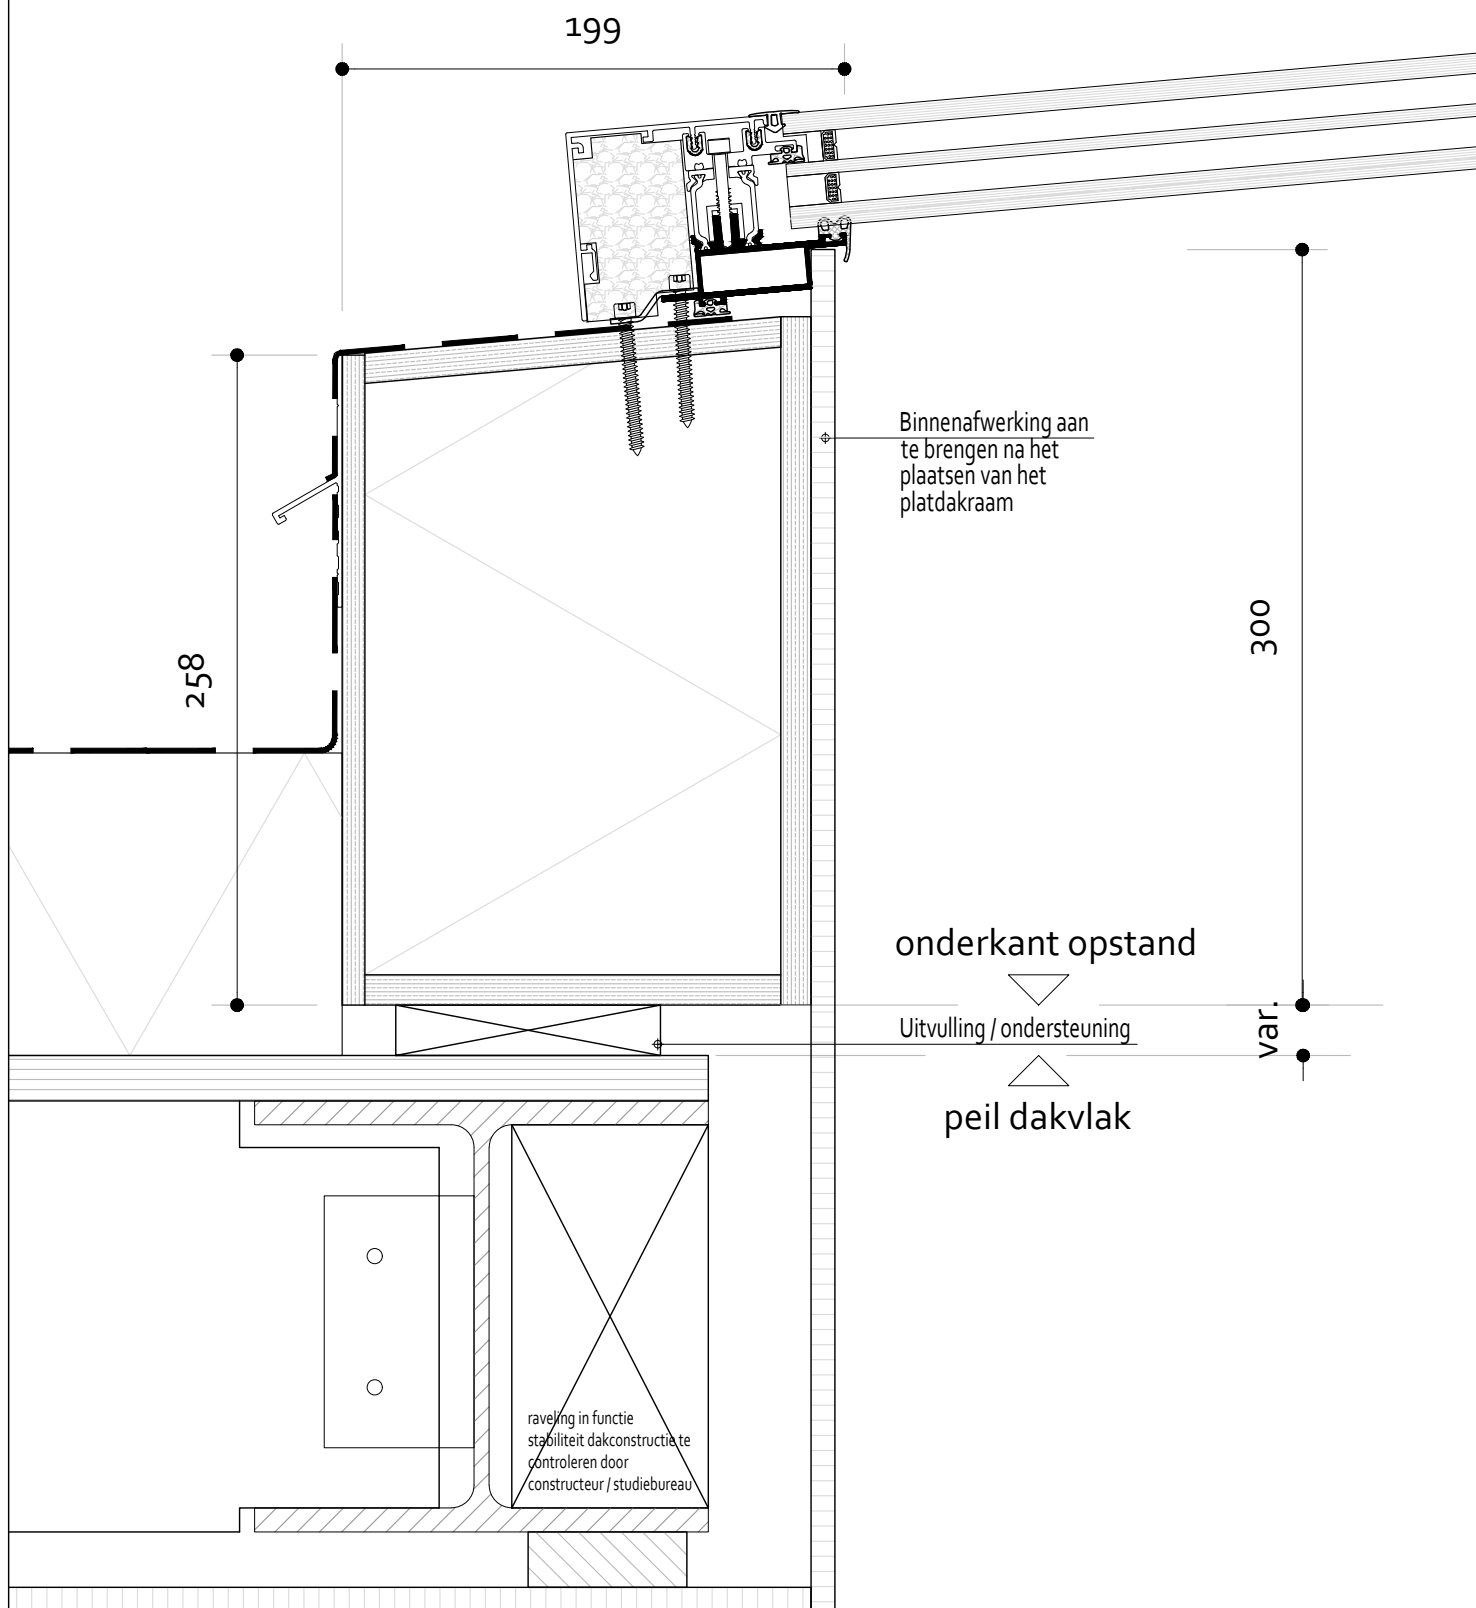 199
Binnenafwerking aan
te brengen na het
plaatsen van het
platdakraam
300
258
onderkant opstand
Uitvulling / ondersteuning
var.
peil dakvlak
raveling in functie
stabiliteit dakconstructie te
controleren door
constructeur / studiebureau